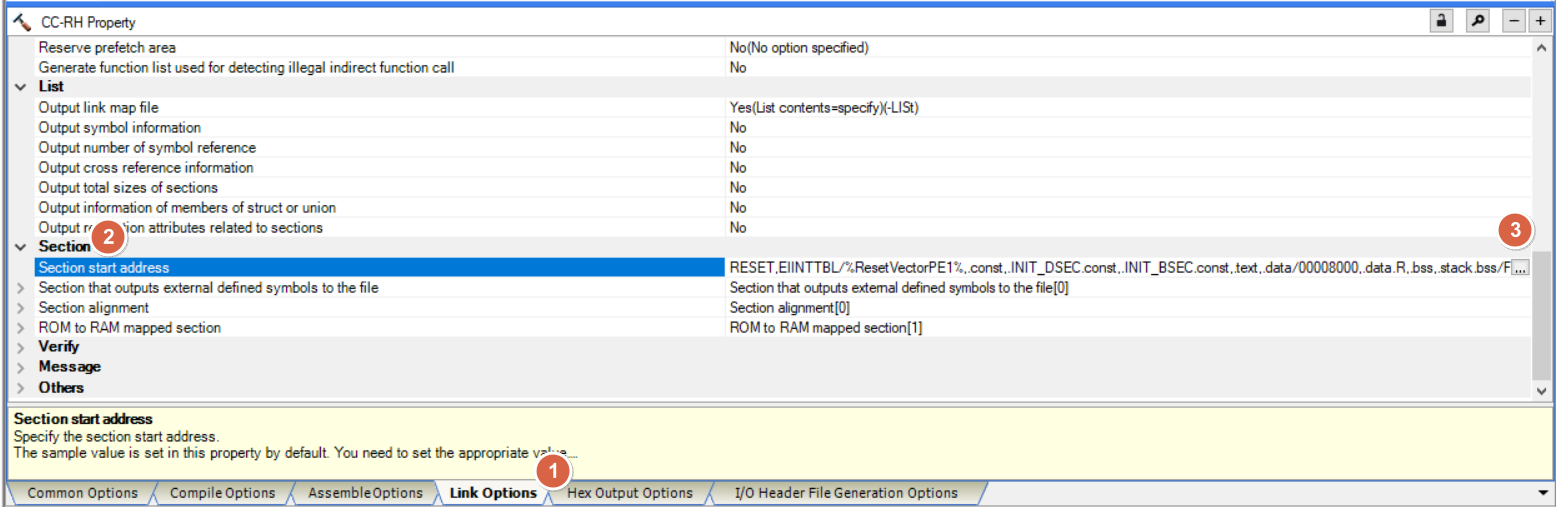 CC-RH Property
Reserve prefetch area No(No option specified)
Generate function list used for detecting illegal indirect function call No
List
Output link map file Yes(List contents=specify)(-LISt)
Output symbol information No
Output number of symbol reference No
Output cross reference information No
Output total sizes of sections No
Output information of members of struct or union No
Output tion attributes related to sections No
2 3
Section
Section start address RESET,EIINTTBL/%ResetVectorPE1%,.const,.INIT_DSEC.const,.INIT_BSEC.const,.text,.data/00008000,.data.R,.bss,.stack.bss/F ...
Section that outputs external defined symbols to the file Section that outputs external defined symbols to the file[0]
Section alignment Section alignment[0]
ROM to RAM mapped section ROM to RAM mapped section[1]
Verify
Message
Others
Section start address
Specify the section start address.
The sample value is set in this property by default. You need to set the appropriate ...
1
Common Options Compile Options Assemble Options Link Options Hex Output Options I/O Header File Generation Options